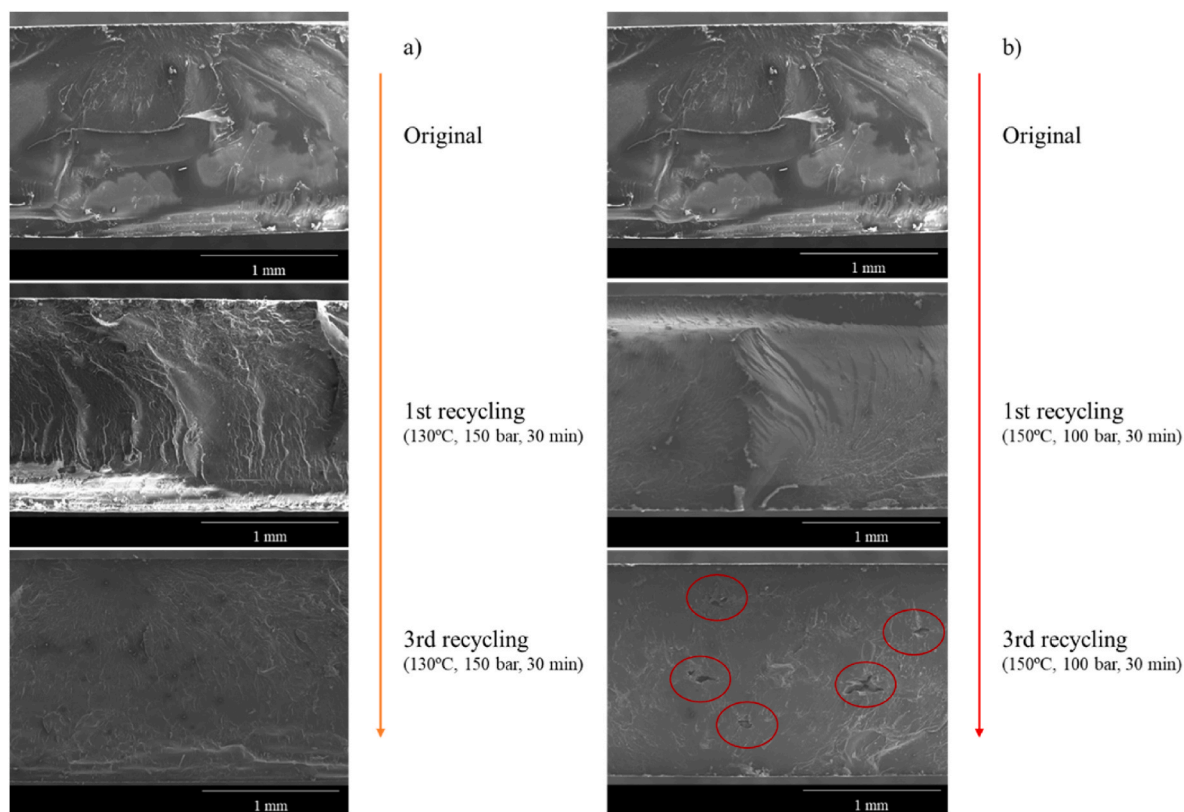 a)
Original
1 mm
1st recycling
(130ºC, 150 bar, 30 min)
1 mm
3rd recycling
(130ºC, 150 bar, 30 min)
1 mm
b)
Original
1 mm
1st recycling
(150ºC, 100 bar, 30 min)
1 mm
3rd recycling
(150ºC, 100 bar, 30 min)
1 mm